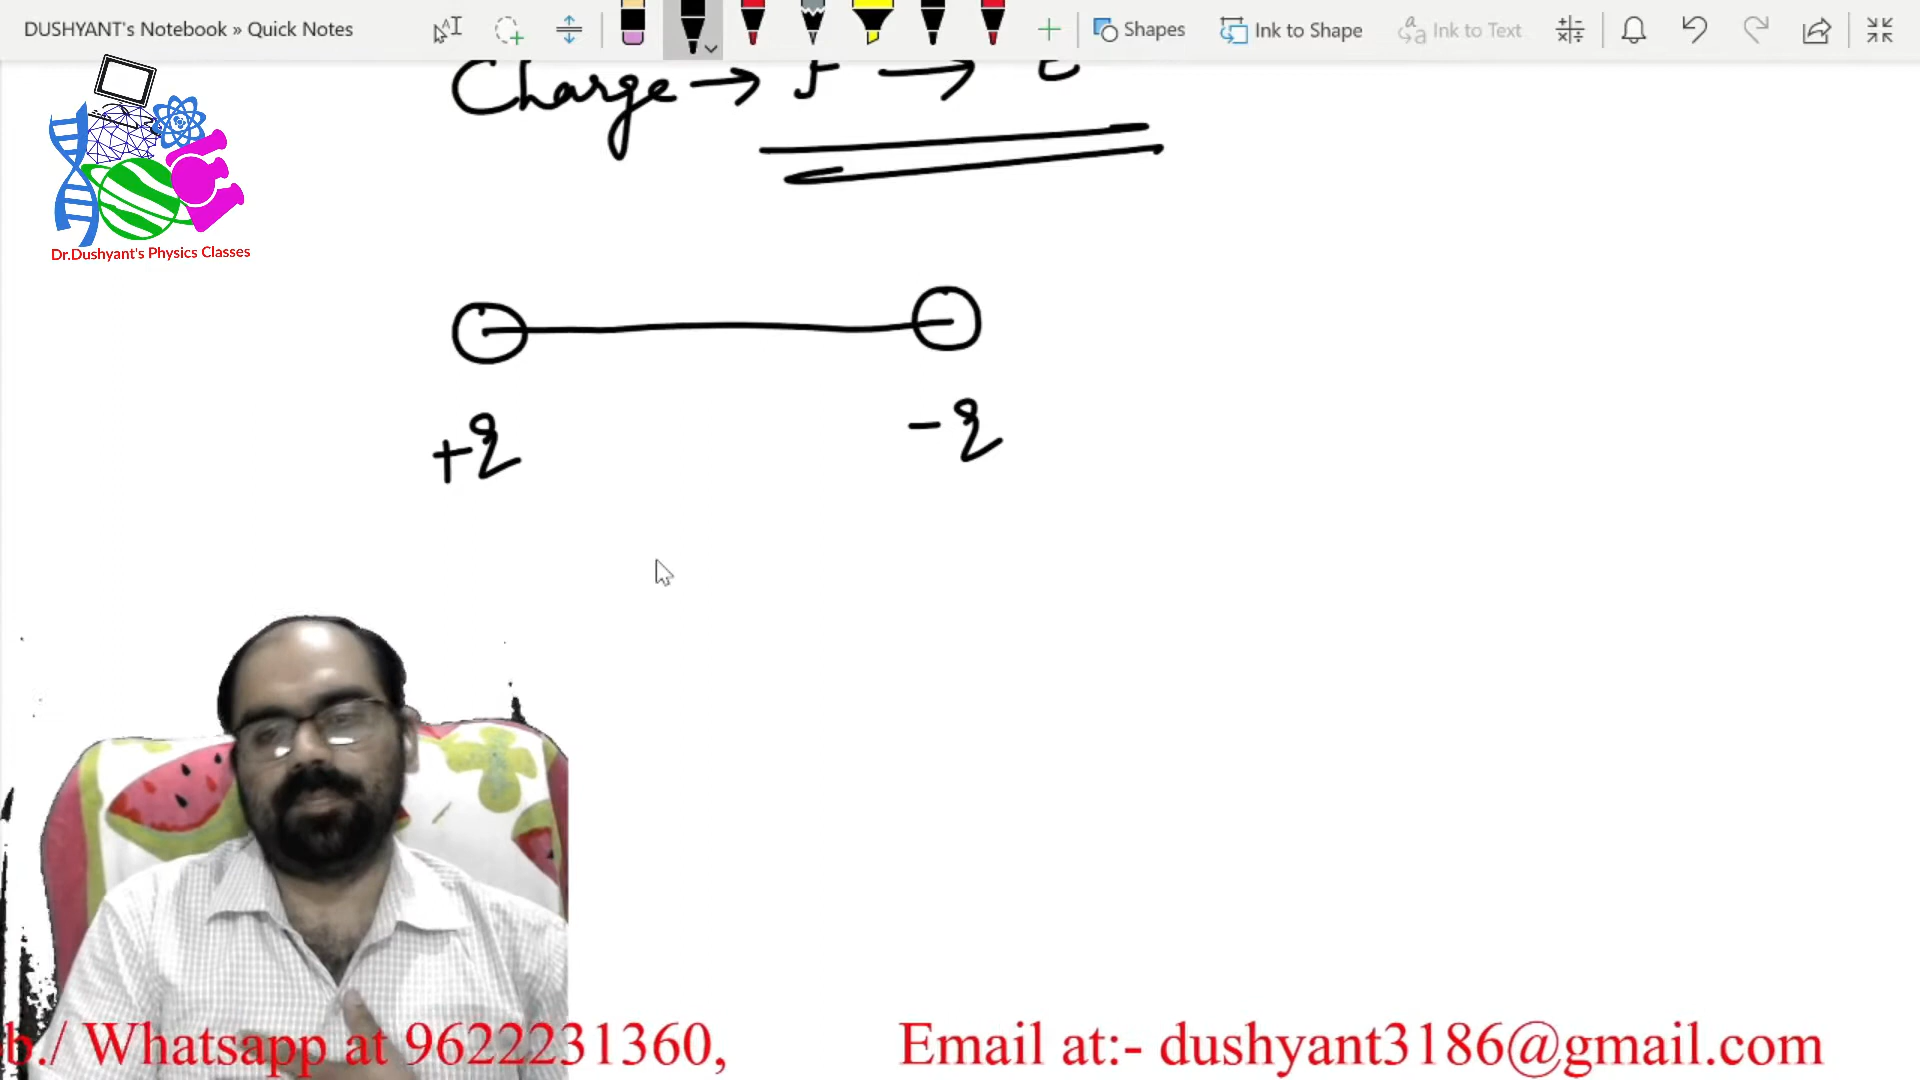 DUSHYANT's Notebook » Quick Notes
Shapes
Ink to Shape
Ink to Text
Charge → F → E
Dr.Dushyant's Physics Classes
+q
-q
b./ Whatsapp at 9622231360,
Email at:- dushyant3186@gmail.com